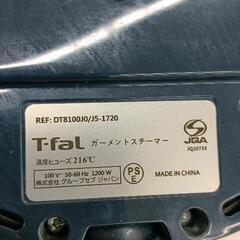 REF: DT8100J0/J5-1720
T-faL ガーメントスチーマー
JQA
JQ18733
温度ヒューズ 216℃
100 V~ 50-60 Hz 1200 W
株式会社 グループセブ ジャパン
PS
E
MADE IN CHINA